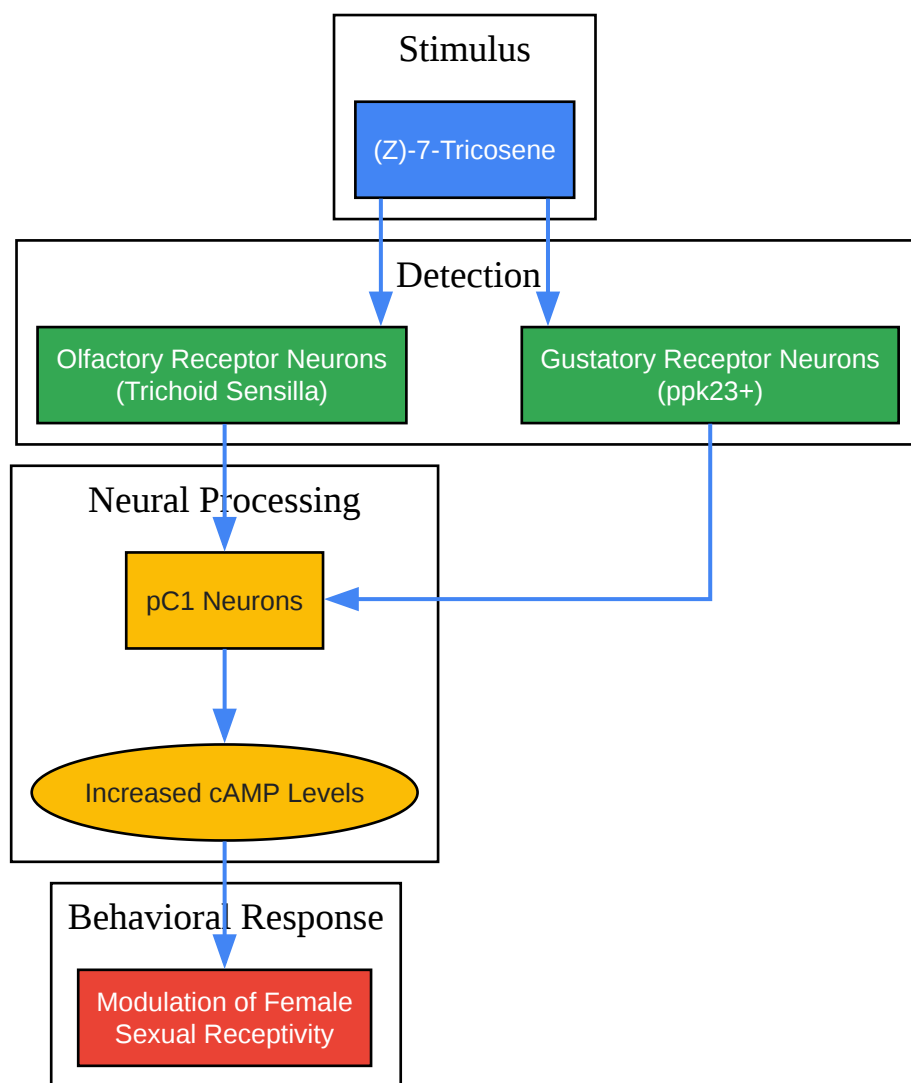 Stimulus
(Z)-7-Tricosene
Detection
Olfactory Receptor Neurons
(Trichoid Sensilla)
Gustatory Receptor Neurons
(ppk23+)
Neural Processing
pC1 Neurons
Increased cAMP Levels
Behavioral Response
Modulation of Female
Sexual Receptivity